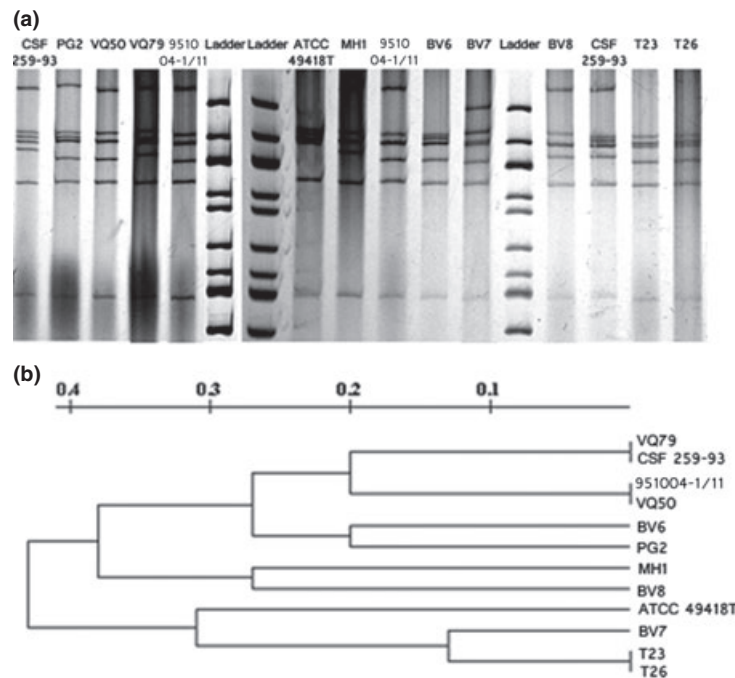 (a)
CSF PG2 VQ50 VQ79 9510 Ladder Ladder ATCC MH1 9510 BV6 BV7 Ladder BV8 CSF T23 T26
259-93 04-1/11 49418T 04-1/11 259-93
(b)
0.4 0.3 0.2 0.1
VQ79
CSF 259-93
951004-1/11
VQ50
BV6
PG2
MH1
BV8
ATCC 49418T
BV7
T23
T26